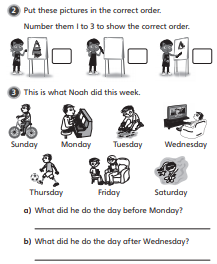 2 Put these pictures in the correct order.
Number them 1 to 3 to show the correct order.
3 This is what Noah did this week.
Sunday Monday Tuesday Wednesday
Thursday Friday Saturday
a) What did he do the day before Monday?
b) What did he do the day after Wednesday?